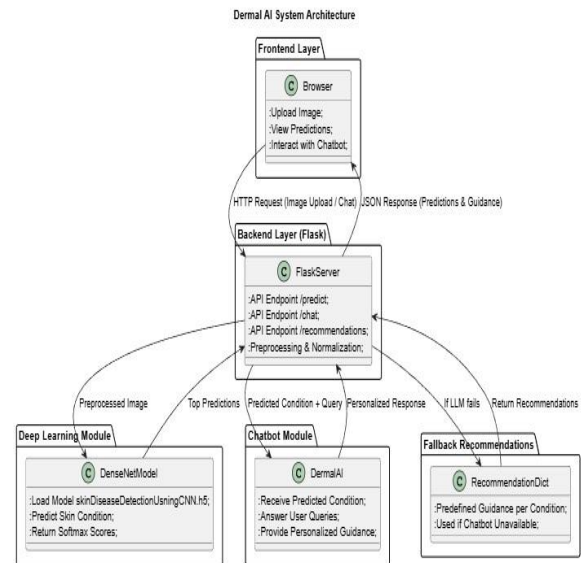 Dermal AI System Architecture
Frontend Layer
C Browser
:Upload Image;
:View Predictions;
:Interact with Chatbot;
HTTP Request (Image Upload / Chat)
JSON Response (Predictions & Guidance)
Backend Layer (Flask)
C FlaskServer
:API Endpoint /predict;
:API Endpoint /chat;
:API Endpoint /recommendations;
:Preprocessing & Normalization;
Preprocessed Image
Top Predictions
Predicted Condition + Query
Personalized Response
If LLM fails
Return Recommendations
Deep Learning Module
C DenseNetModel
:Load Model skinDiseaseDetectionUsningCNN.h5;
:Predict Skin Condition;
:Return Softmax Scores;
Chatbot Module
C DermalAI
:Receive Predicted Condition;
:Answer User Queries;
:Provide Personalized Guidance;
Fallback Recommendations
C RecommendationDict
:Predefined Guidance per Condition;
:Used if Chatbot Unavailable;